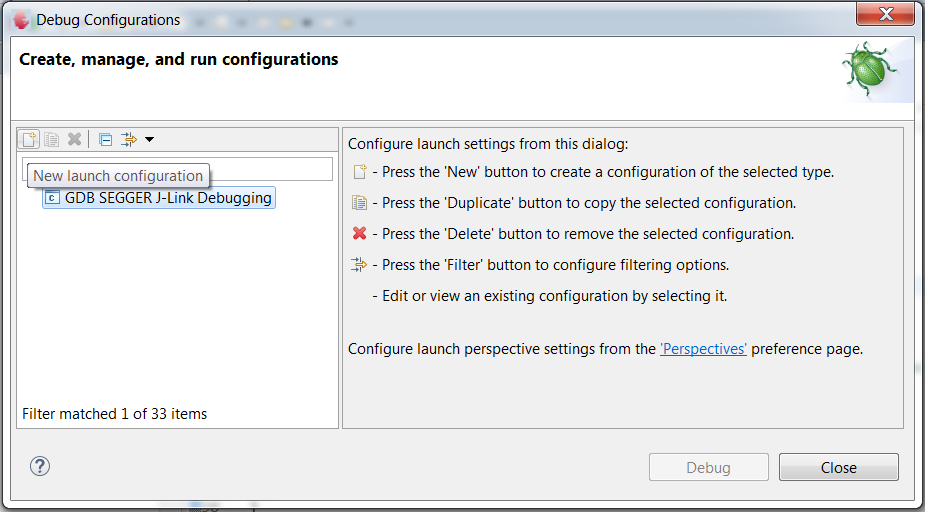 Debug Configurations
Create, manage, and run configurations
New launch configuration
GDB SEGGER J-Link Debugging
Filter matched 1 of 33 items
Configure launch settings from this dialog:
- Press the 'New' button to create a configuration of the selected type.
- Press the 'Duplicate' button to copy the selected configuration.
- Press the 'Delete' button to remove the selected configuration.
- Press the 'Filter' button to configure filtering options.
- Edit or view an existing configuration by selecting it.
Configure launch perspective settings from the 'Perspectives' preference page.
?
Debug
Close